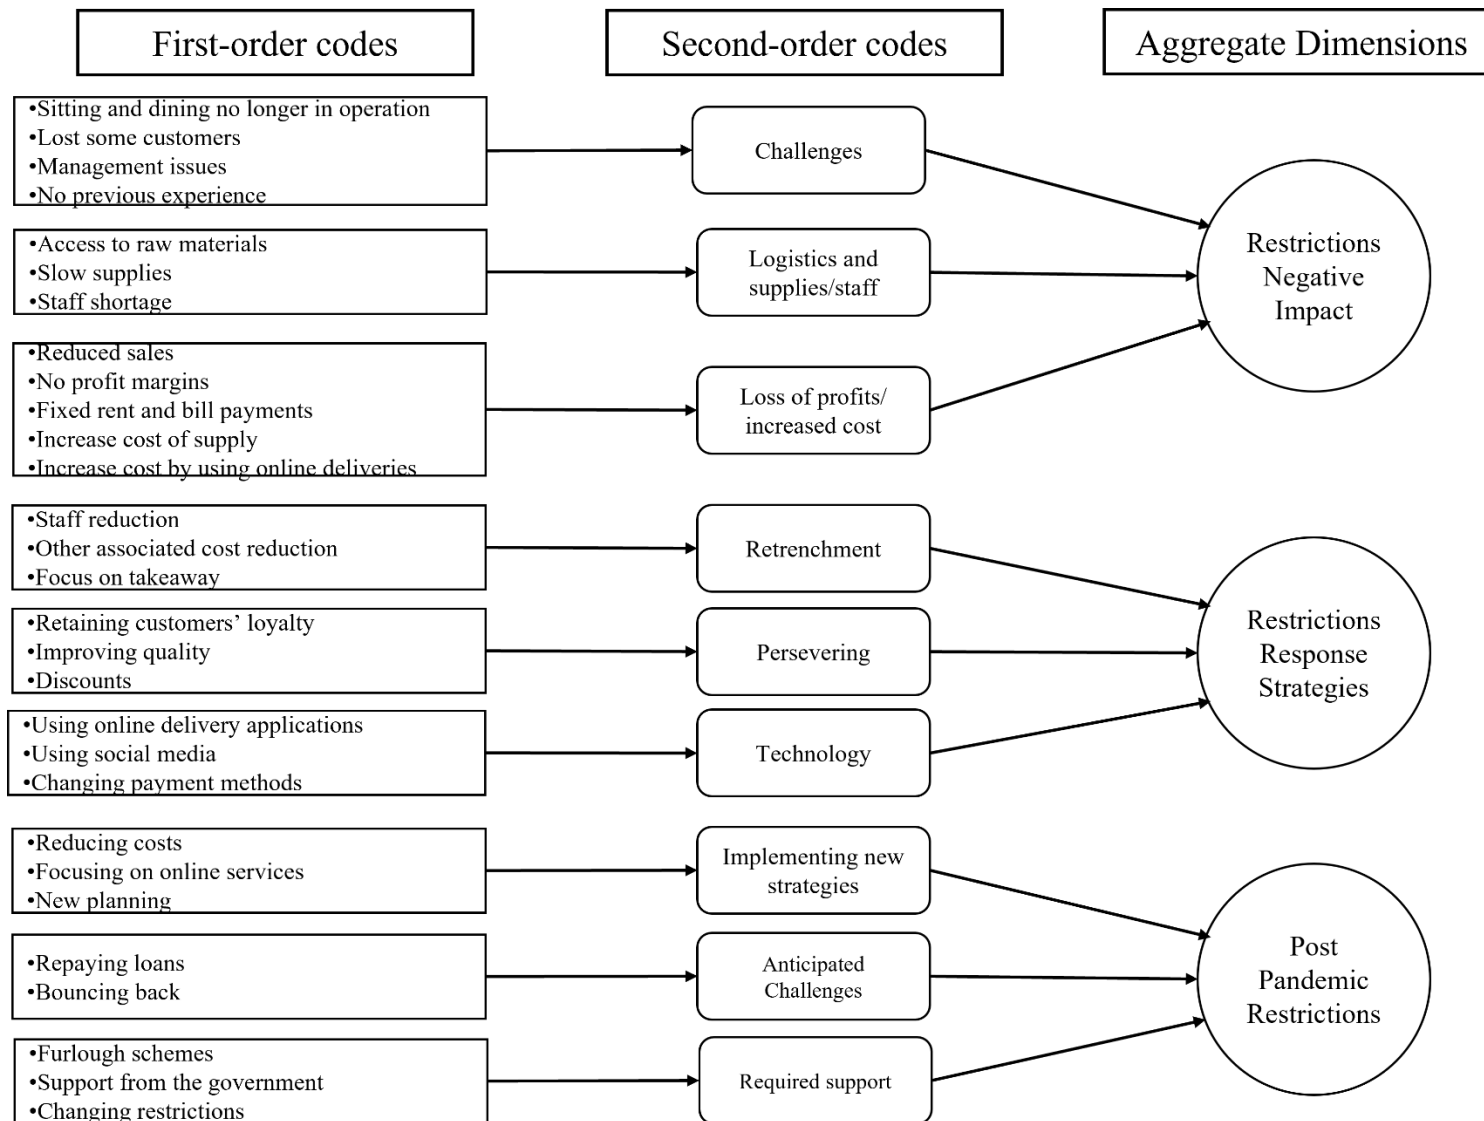 First-order codes
Second-order codes
Aggregate Dimensions
•Sitting and dining no longer in operation
•Lost some customers
•Management issues
•No previous experience
Challenges
•Access to raw materials
•Slow supplies
•Staff shortage
Logistics and
supplies/staff
•Reduced sales
•No profit margins
•Fixed rent and bill payments
•Increase cost of supply
•Increase cost by using online deliveries
Loss of profits/
increased cost
Restrictions
Negative
Impact
•Staff reduction
•Other associated cost reduction
•Focus on takeaway
Retrenchment
•Retaining customers’ loyalty
•Improving quality
•Discounts
Persevering
•Using online delivery applications
•Using social media
•Changing payment methods
Technology
Restrictions
Response
Strategies
•Reducing costs
•Focusing on online services
•New planning
Implementing new
strategies
•Repaying loans
•Bouncing back
Anticipated
Challenges
•Furlough schemes
•Support from the government
•Changing restrictions
Required support
Post
Pandemic
Restrictions